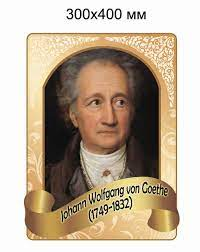 300x400 мм
Johann Wolfgang von Goethe
(1749-1832)